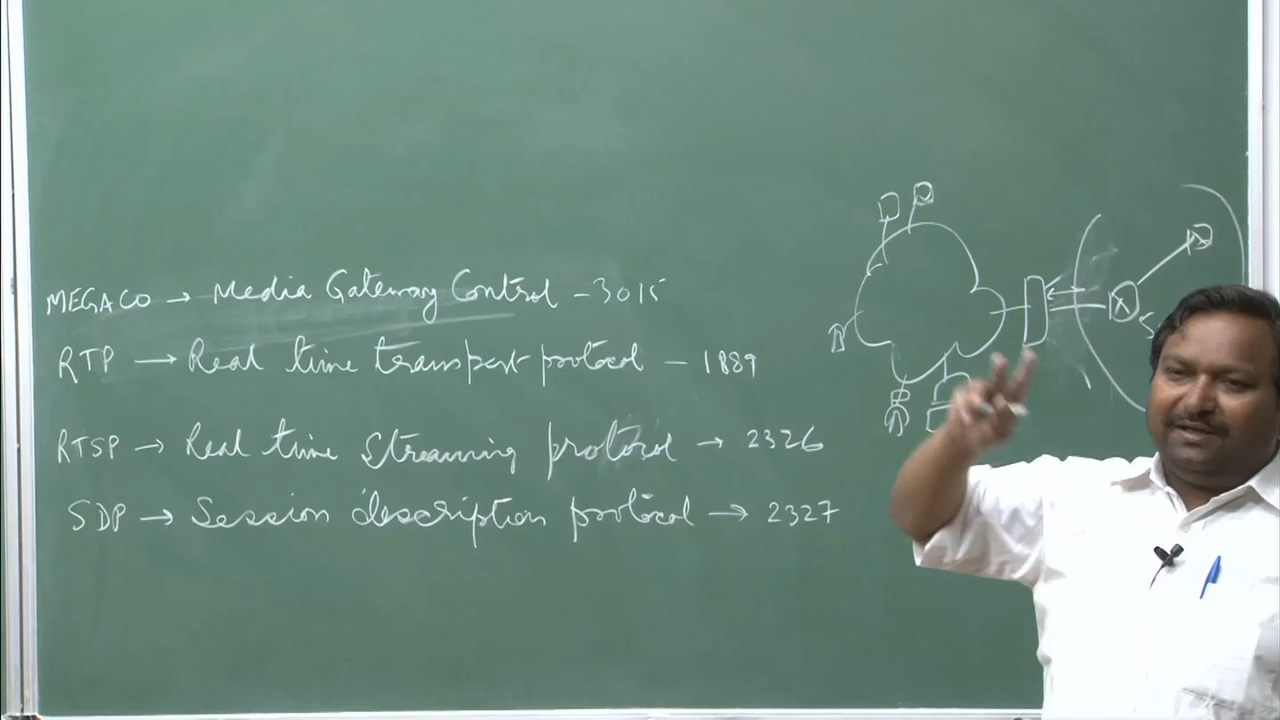 MEGACO → Media Gateway Control - 3015
RTP → Real time transport protocol - 1889
RTSP → Real time Streaming protocol → 2326
SDP → Session description protocol → 2327
S